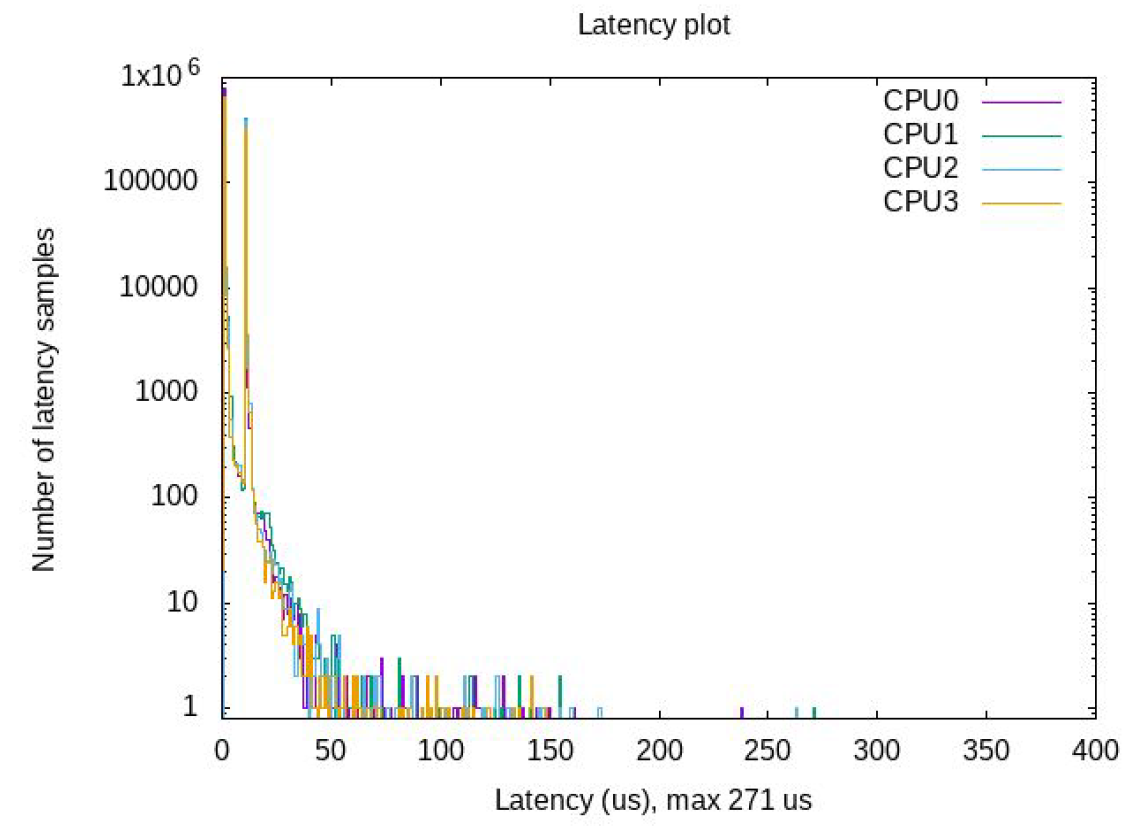 Latency plot
1x10 6
100000
10000
1000
100
10
1
Number of latency samples
CPU0
CPU1
CPU2
CPU3
0 50 100 150 200 250 300 350 400
Latency (us), max 271 us